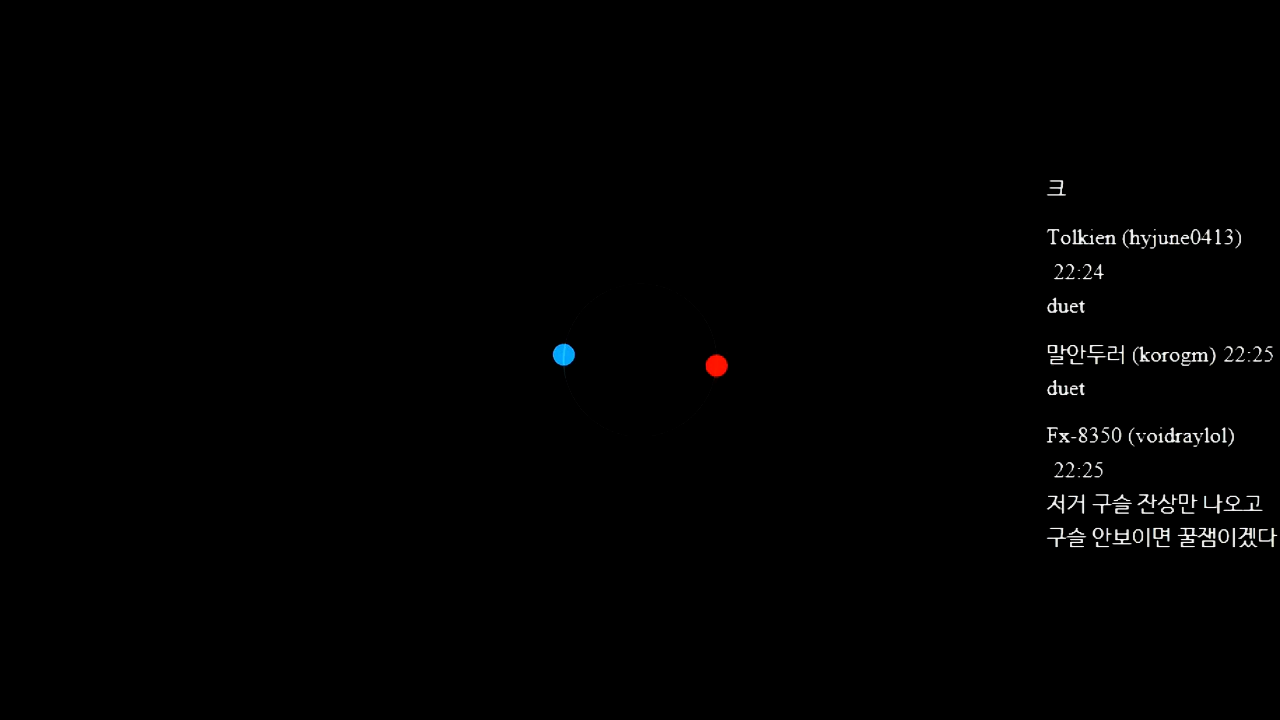 크
Tolkien (hyjune0413)
22:24
duet
말안두러 (korogm) 22:25
duet
Fx-8350 (voidraylol)
22:25
저거 구슬 잔상만 나오고
구슬 안보이면 꿀잼이겠다